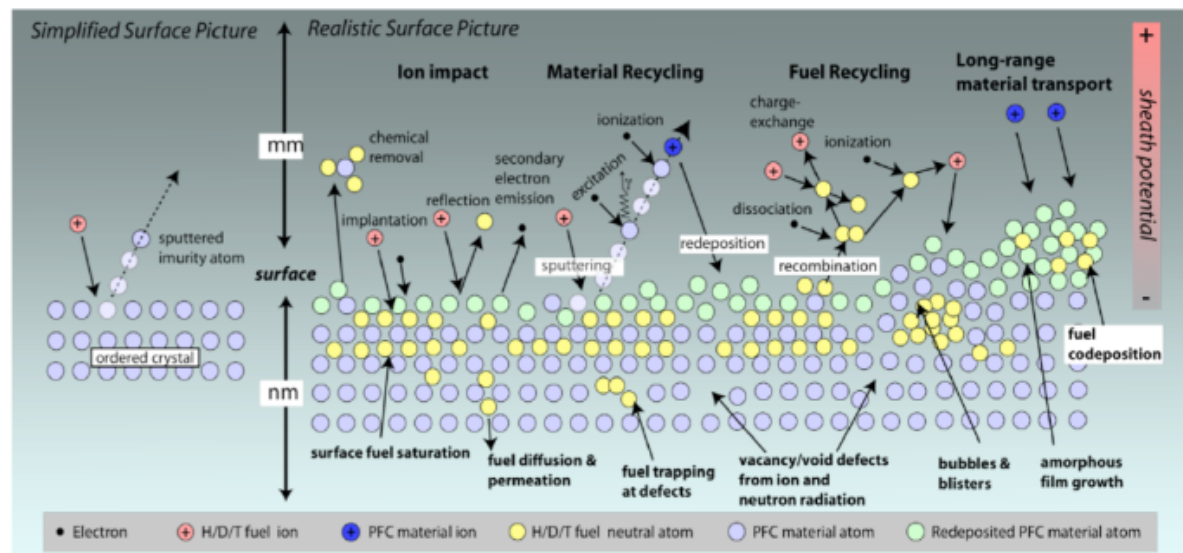 Simplified Surface Picture
Realistic Surface Picture
Ion impact
Material Recycling
Fuel Recycling
Long-range
material transport
+
sheath potential
-
mm
surface
nm
sputtered
imurity atom
ordered crystal
chemical
removal
implantation
reflection
secondary
electron
emission
ionization
excitation
sputtering
redeposition
charge-
exchange
ionization
dissociation
recombination
fuel
codeposition
surface fuel saturation
fuel diffusion &
permeation
fuel trapping
at defects
vacancy/void defects
from ion and
neutron radiation
bubbles &
blisters
amorphous
film growth
Electron
+ H/D/T fuel ion
+ PFC material ion
H/D/T fuel neutral atom
PFC material atom
Redeposited PFC material atom